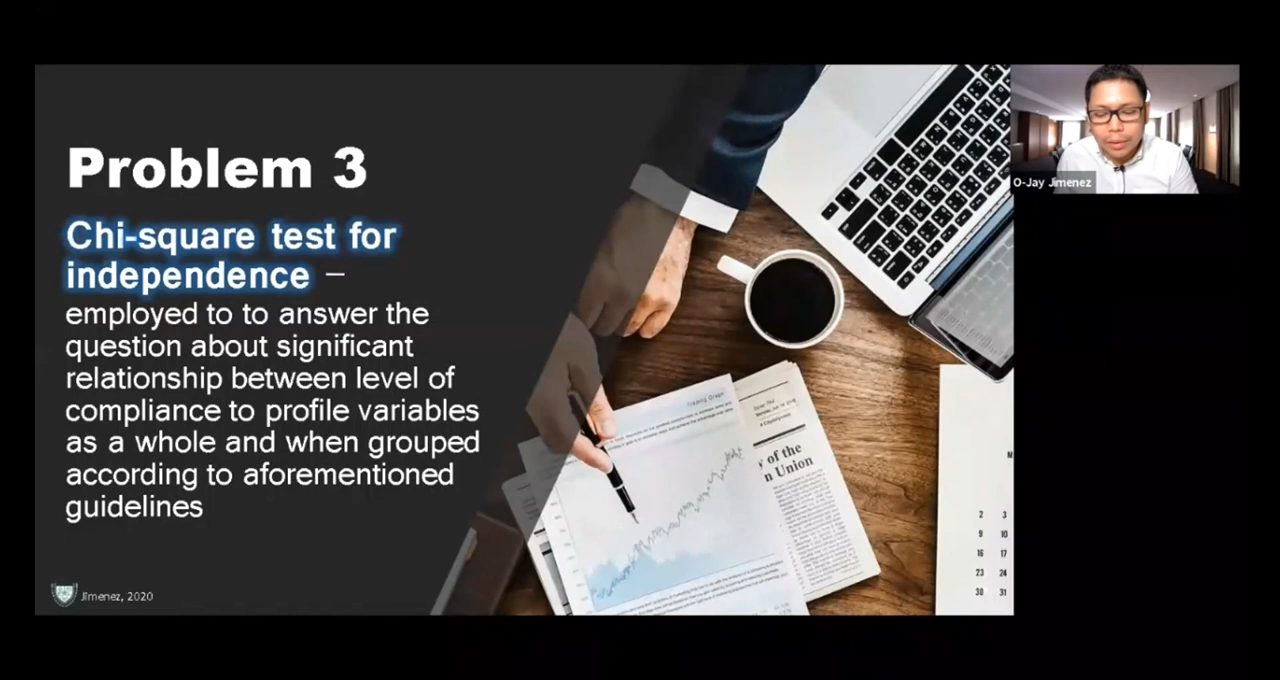 Problem 3
Chi-square test for
independence –
employed to to answer the
question about significant
relationship between level of
compliance to profile variables
as a whole and when grouped
according to aforementioned
guidelines
Jimenez, 2020
O-Jay Jimenez
Trading Graph
y of the
n Union
M
2 3
9 10
16 17
23 24
30 31